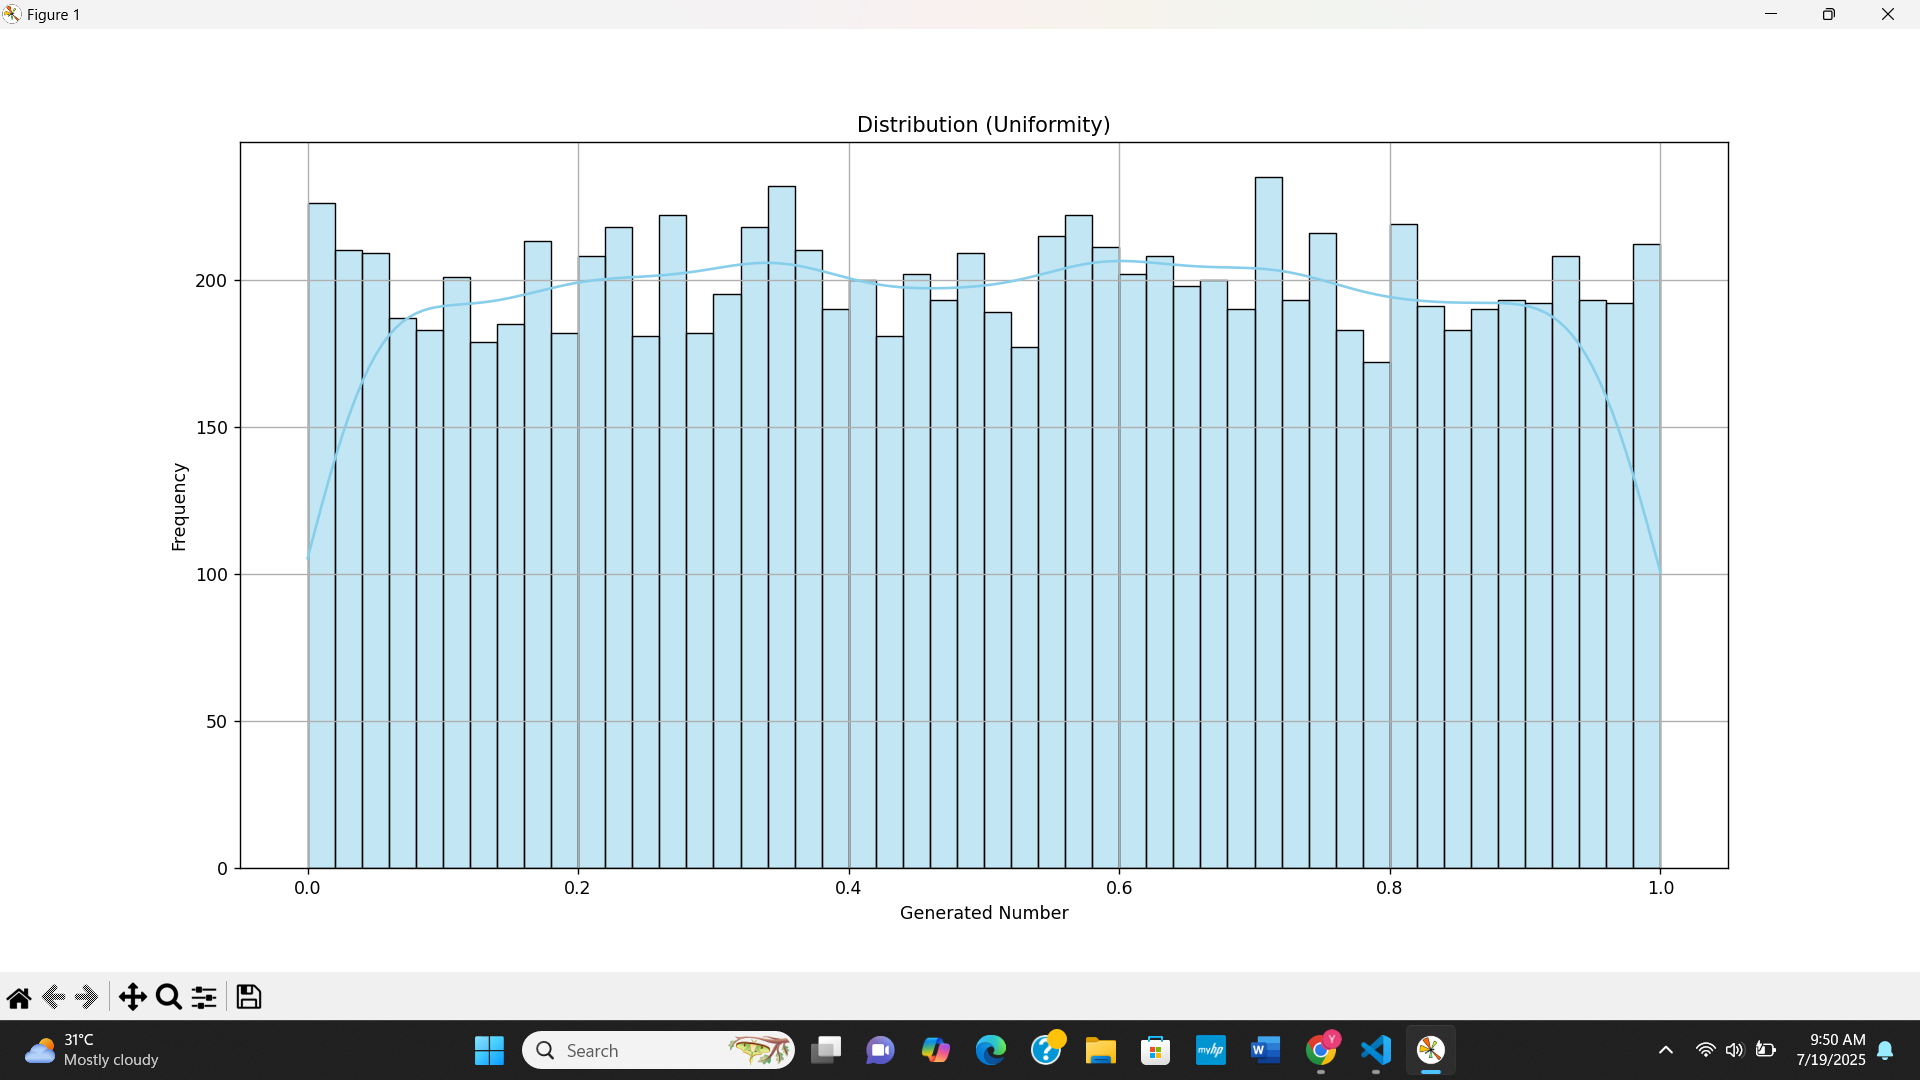 Figure 1
Distribution (Uniformity)
200
150
100
50
0
Frequency
0.0 0.2 0.4 0.6 0.8 1.0
Generated Number
31°C
Mostly cloudy
Search
myhp
W
Y
9:50 AM
7/19/2025